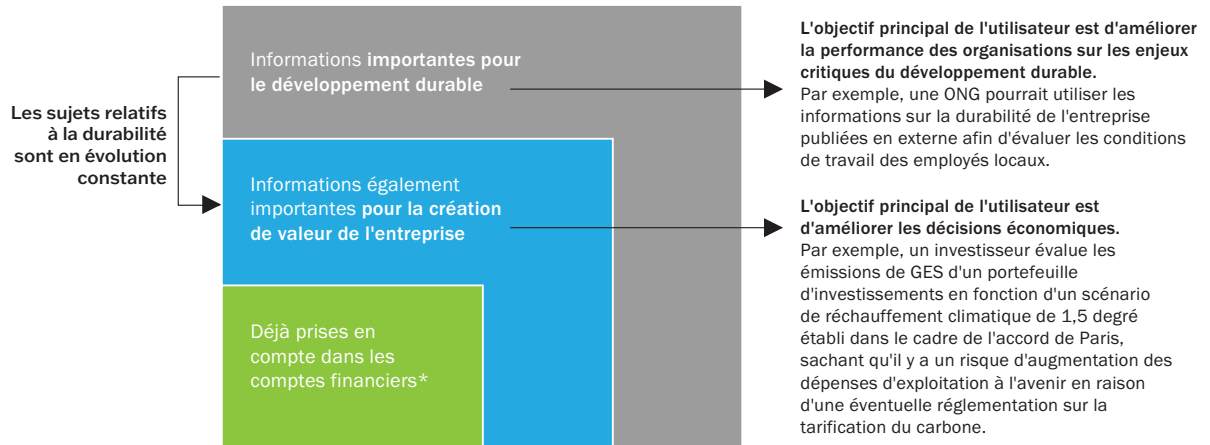 Les sujets relatifs
à la durabilité
sont en évolution
constante
Informations importantes pour
le développement durable
Informations également
importantes pour la création
de valeur de l'entreprise
Déjà prises en
compte dans les
comptes financiers*
L'objectif principal de l'utilisateur est d'améliorer
la performance des organisations sur les enjeux
critiques du développement durable.
Par exemple, une ONG pourrait utiliser les
informations sur la durabilité de l'entreprise
publiées en externe afin d'évaluer les conditions
de travail des employés locaux.
L'objectif principal de l'utilisateur est
d'améliorer les décisions économiques.
Par exemple, un investisseur évalue les
émissions de GES d'un portefeuille
d'investissements en fonction d'un scénario
de réchauffement climatique de 1,5 degré
établi dans le cadre de l'accord de Paris,
sachant qu'il y a un risque d'augmentation des
dépenses d'exploitation à l'avenir en raison
d'une éventuelle réglementation sur la
tarification du carbone.